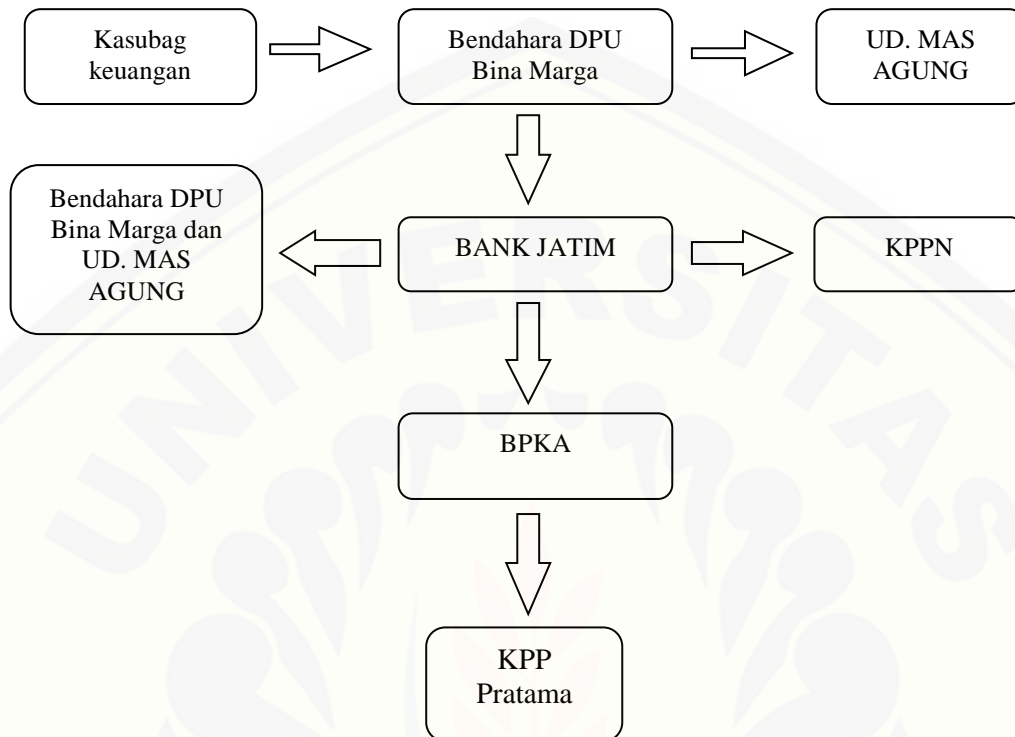 Kasubag
keuangan
Bendahara DPU
Bina Marga
UD. MAS
AGUNG
Bendahara DPU
Bina Marga dan
UD. MAS
AGUNG
BANK JATIM
KPPN
BPKA
KPP
Pratama
UNIVERSITAS